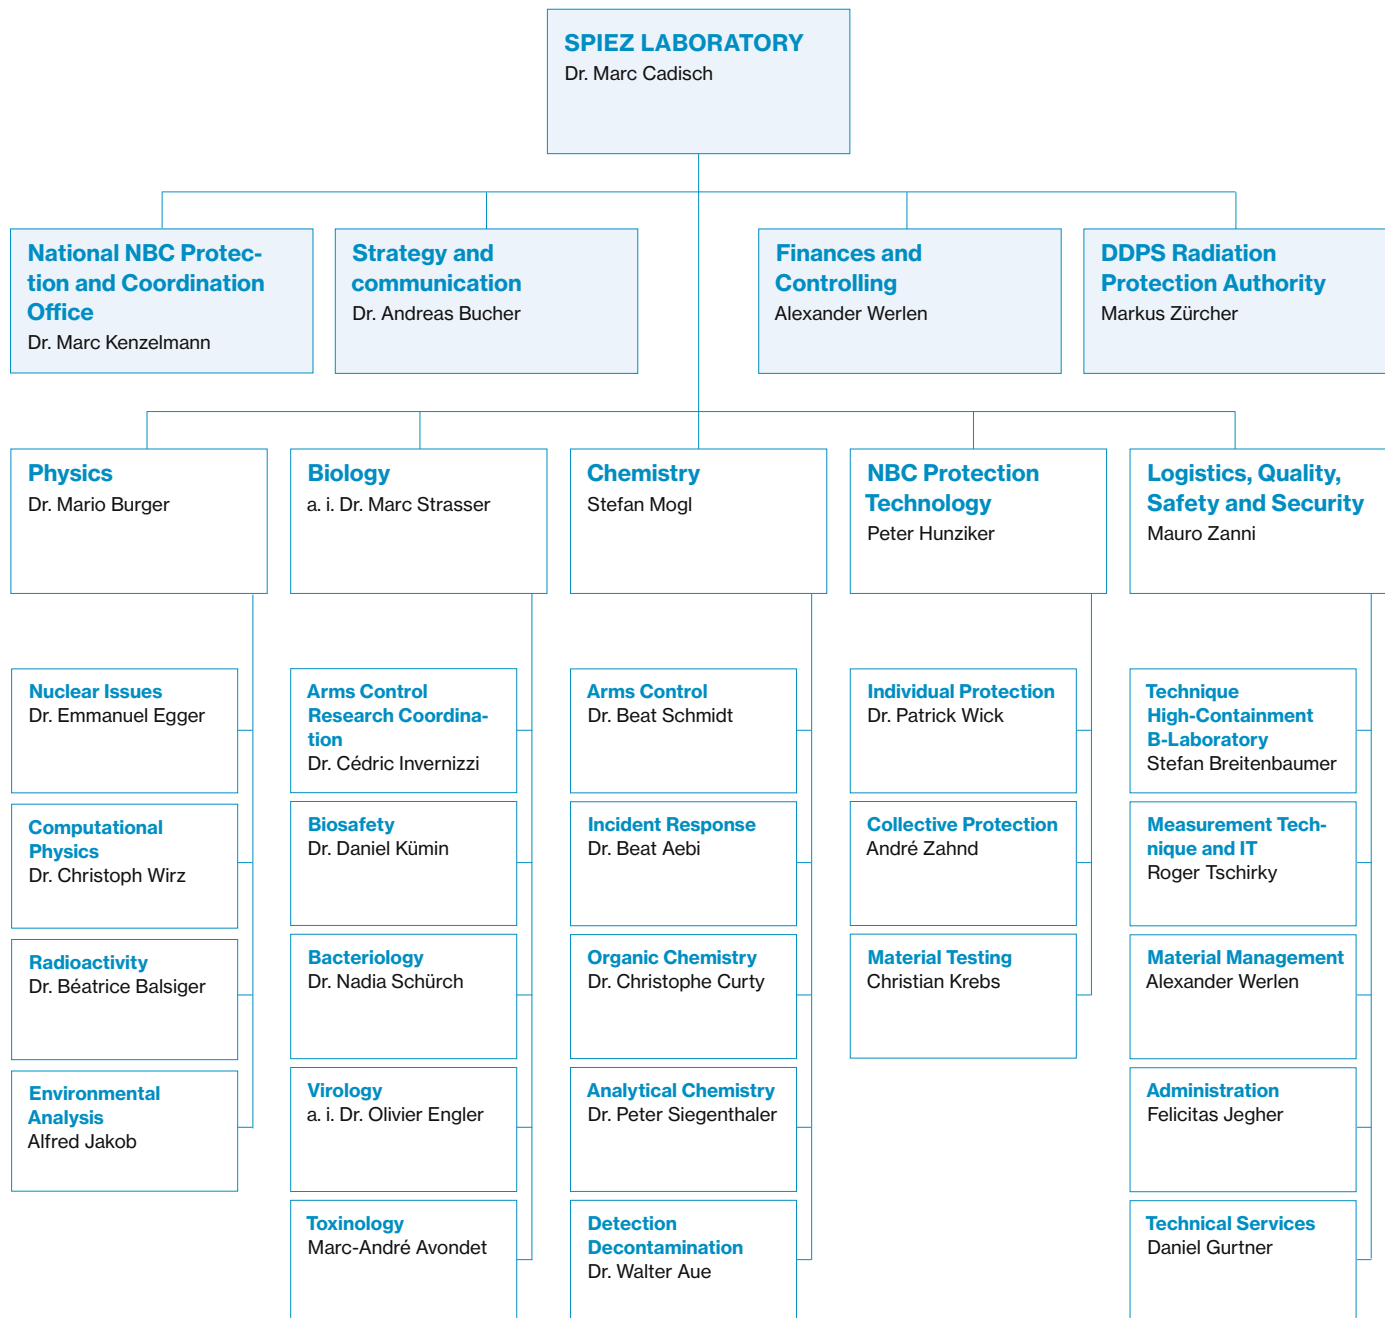 SPIEZ LABORATORY
Dr. Marc Cadisch
National NBC Protec-
tion and Coordination
Office
Dr. Marc Kenzelmann
Strategy and
communication
Dr. Andreas Bucher
Finances and
Controlling
Alexander Werlen
DDPS Radiation
Protection Authority
Markus Zürcher
Physics
Dr. Mario Burger
Biology
a. i. Dr. Marc Strasser
Chemistry
Stefan Mogl
NBC Protection
Technology
Peter Hunziker
Logistics, Quality,
Safety and Security
Mauro Zanni
Nuclear Issues
Dr. Emmanuel Egger
Computational
Physics
Dr. Christoph Wirz
Radioactivity
Dr. Béatrice Balsiger
Environmental
Analysis
Alfred Jakob
Arms Control
Research Coordina-
tion
Dr. Cédric Invernizzi
Biosafety
Dr. Daniel Kümin
Bacteriology
Dr. Nadia Schürch
Virology
a. i. Dr. Olivier Engler
Toxinology
Marc-André Avondet
Arms Control
Dr. Beat Schmidt
Incident Response
Dr. Beat Aebi
Organic Chemistry
Dr. Christophe Curty
Analytical Chemistry
Dr. Peter Siegenthaler
Detection
Decontamination
Dr. Walter Aue
Individual Protection
Dr. Patrick Wick
Collective Protection
André Zahnd
Material Testing
Christian Krebs
Technique
High-Containment
B-Laboratory
Stefan Breitenbaumer
Measurement Tech-
nique and IT
Roger Tschirky
Material Management
Alexander Werlen
Administration
Felicitas Jegher
Technical Services
Daniel Gurtner